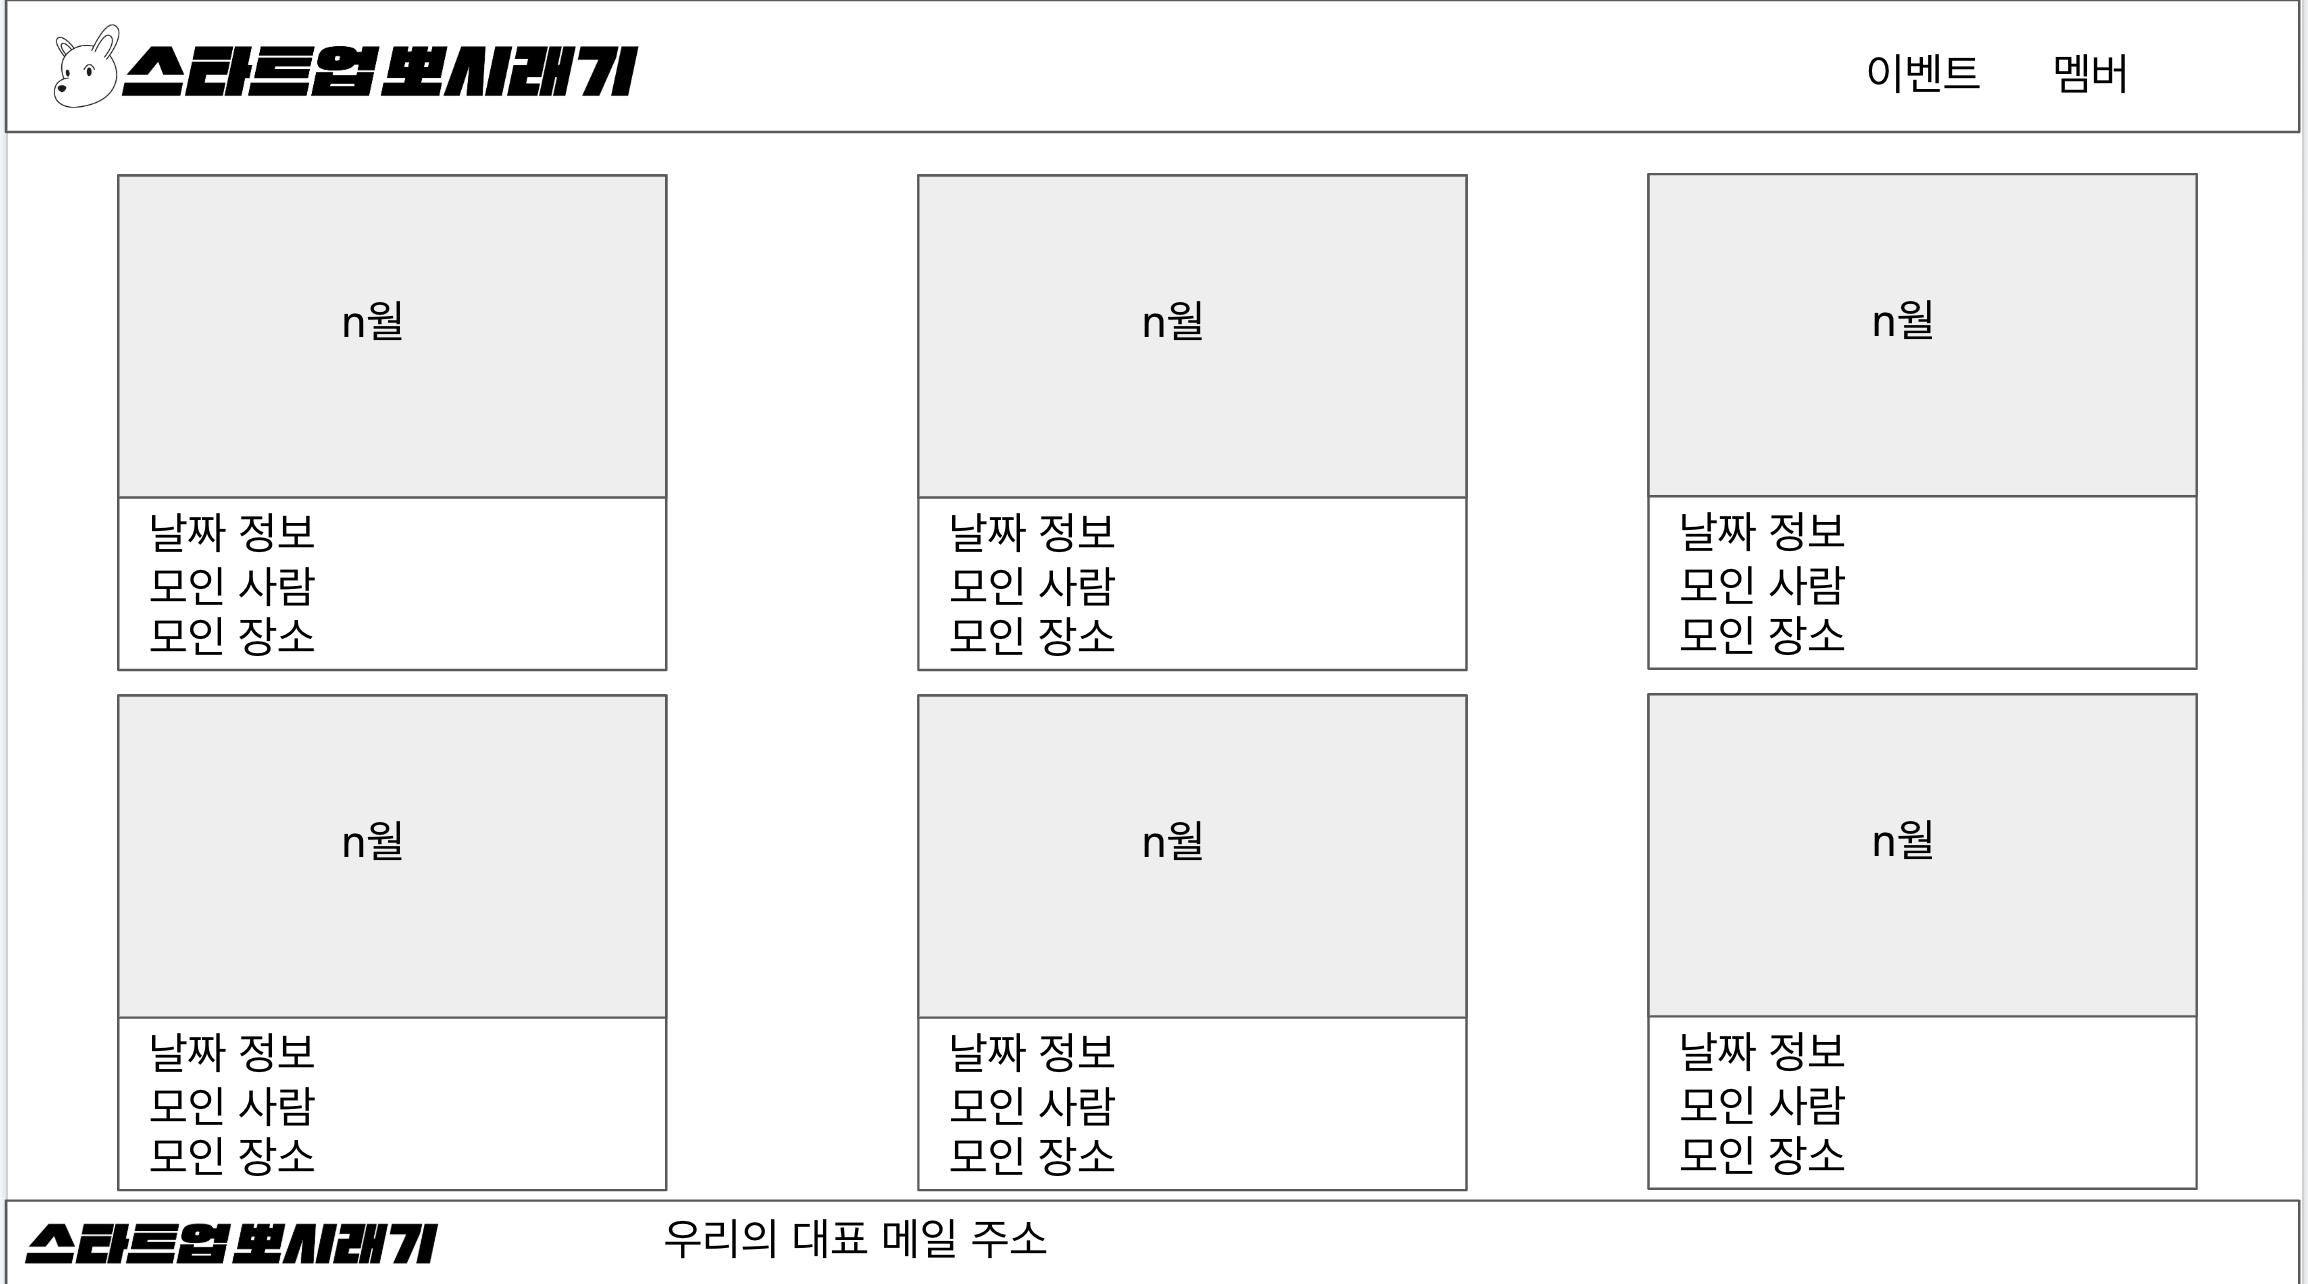 스타트업 뽀시래기
이벤트 멤버
n월 n월 n월
날짜 정보 날짜 정보 날짜 정보
모인 사람 모인 사람 모인 사람
모인 장소 모인 장소 모인 장소
n월 n월 n월
날짜 정보 날짜 정보 날짜 정보
모인 사람 모인 사람 모인 사람
모인 장소 모인 장소 모인 장소
스타트업 뽀시래기
우리의 대표 메일 주소